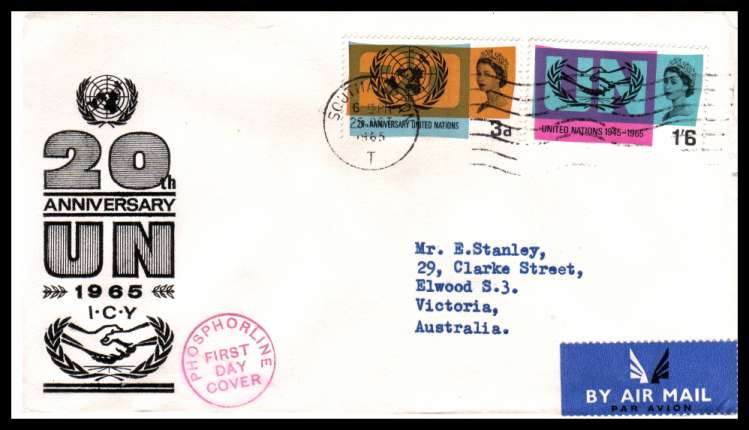 20th
ANNIVERSARY
UN
1965
I·C·Y
PHOSPHORLINE
FIRST
DAY
COVER
1965
T
20TH ANNIVERSARY UNITED NATIONS
3d
UN
UNITED NATIONS 1945-1965
1'6
Mr. E.Stanley,
29, Clarke Street,
Elwood S.3.
Victoria,
Australia.
BY AIR MAIL
PAR AVION